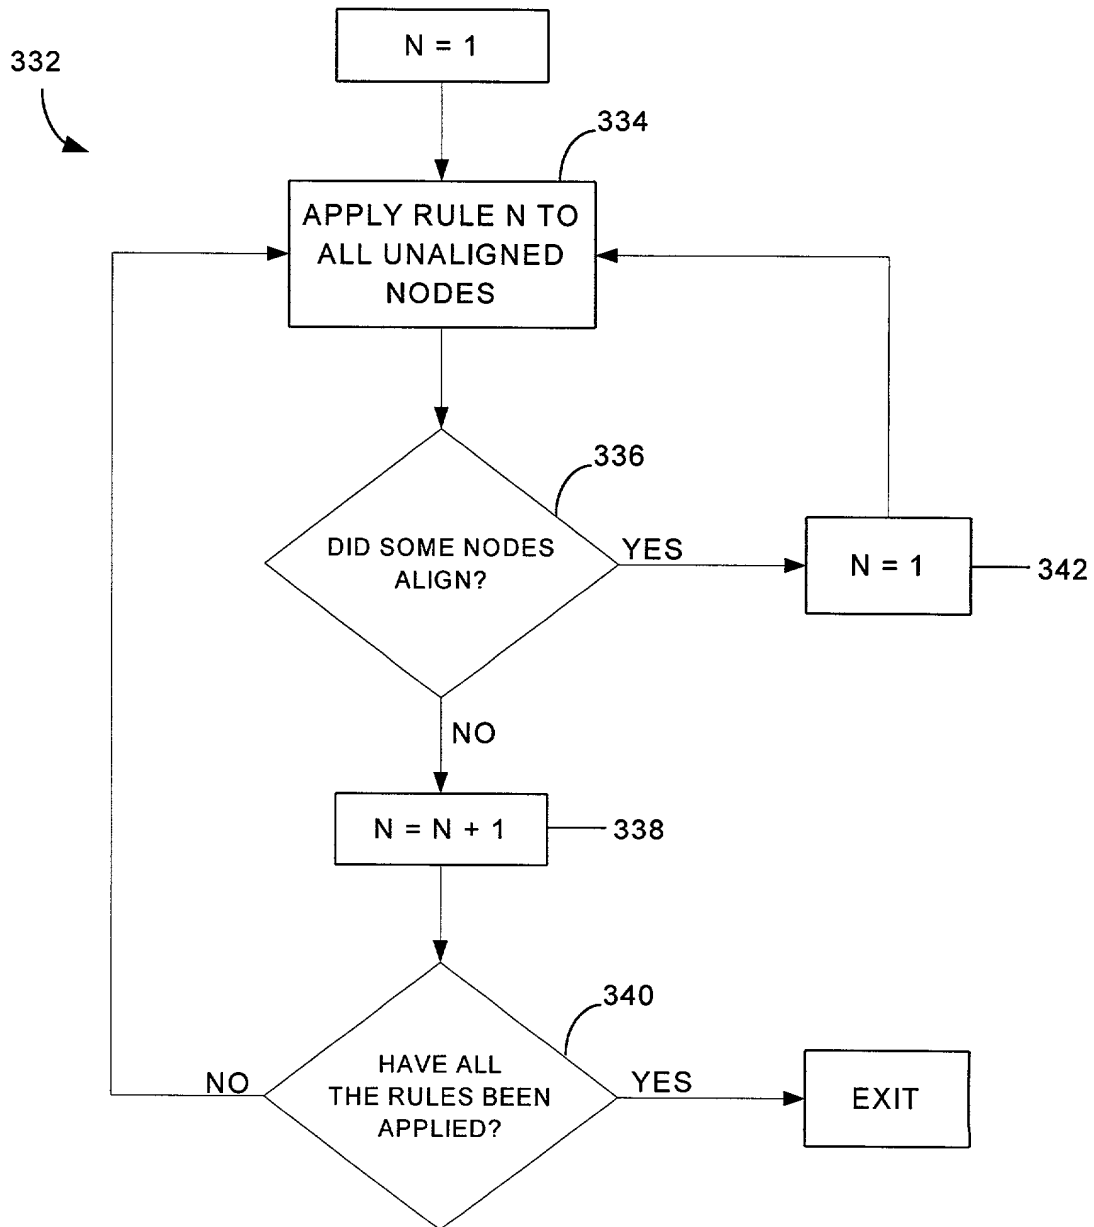 N = 1
332
334
APPLY RULE N TO
ALL UNALIGNED
NODES
336
DID SOME NODES
ALIGN?
YES
N = 1
342
NO
N = N + 1
338
340
HAVE ALL
THE RULES BEEN
APPLIED?
NO
YES
EXIT